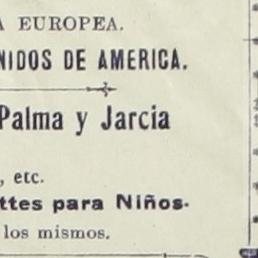 A EUROPEA.
NIDOS DE AMERICA.
Palma y Jarcia
, etc.
ttes para Niños-
los mismos.